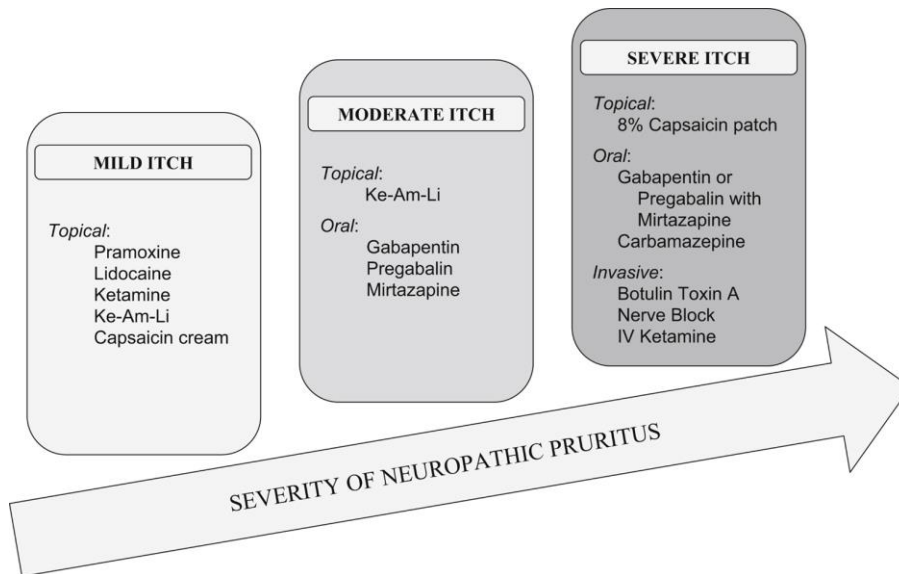 MILD ITCH
Topical:
Pramoxine
Lidocaine
Ketamine
Ke-Am-Li
Capsaicin cream
MODERATE ITCH
Topical:
Ke-Am-Li
Oral:
Gabapentin
Pregabalin
Mirtazapine
SEVERE ITCH
Topical:
8% Capsaicin patch
Oral:
Gabapentin or
Pregabalin with
Mirtazapine
Carbamazepine
Invasive:
Botulin Toxin A
Nerve Block
IV Ketamine
SEVERITY OF NEUROPATHIC PRURITUS